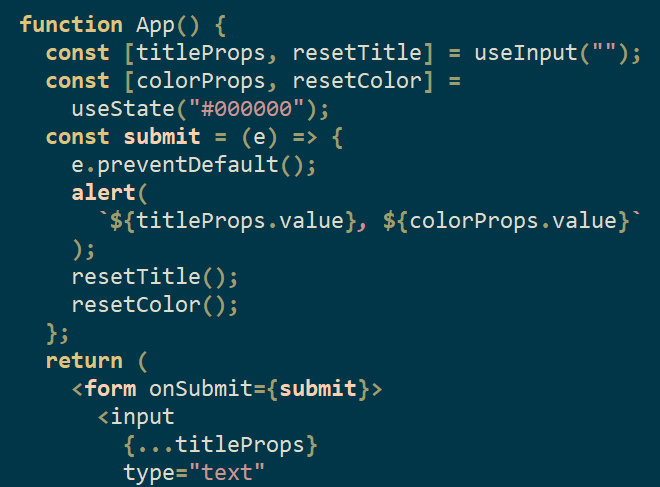 function App() {
  const [titleProps, resetTitle] = useInput("");
  const [colorProps, resetColor] =
    useState("#000000");
  const submit = (e) => {
    e.preventDefault();
    alert(
      `${titleProps.value}, ${colorProps.value}`
    );
    resetTitle();
    resetColor();
  };
  return (
    <form onSubmit={submit}>
      <input
        {...titleProps}
        type="text"